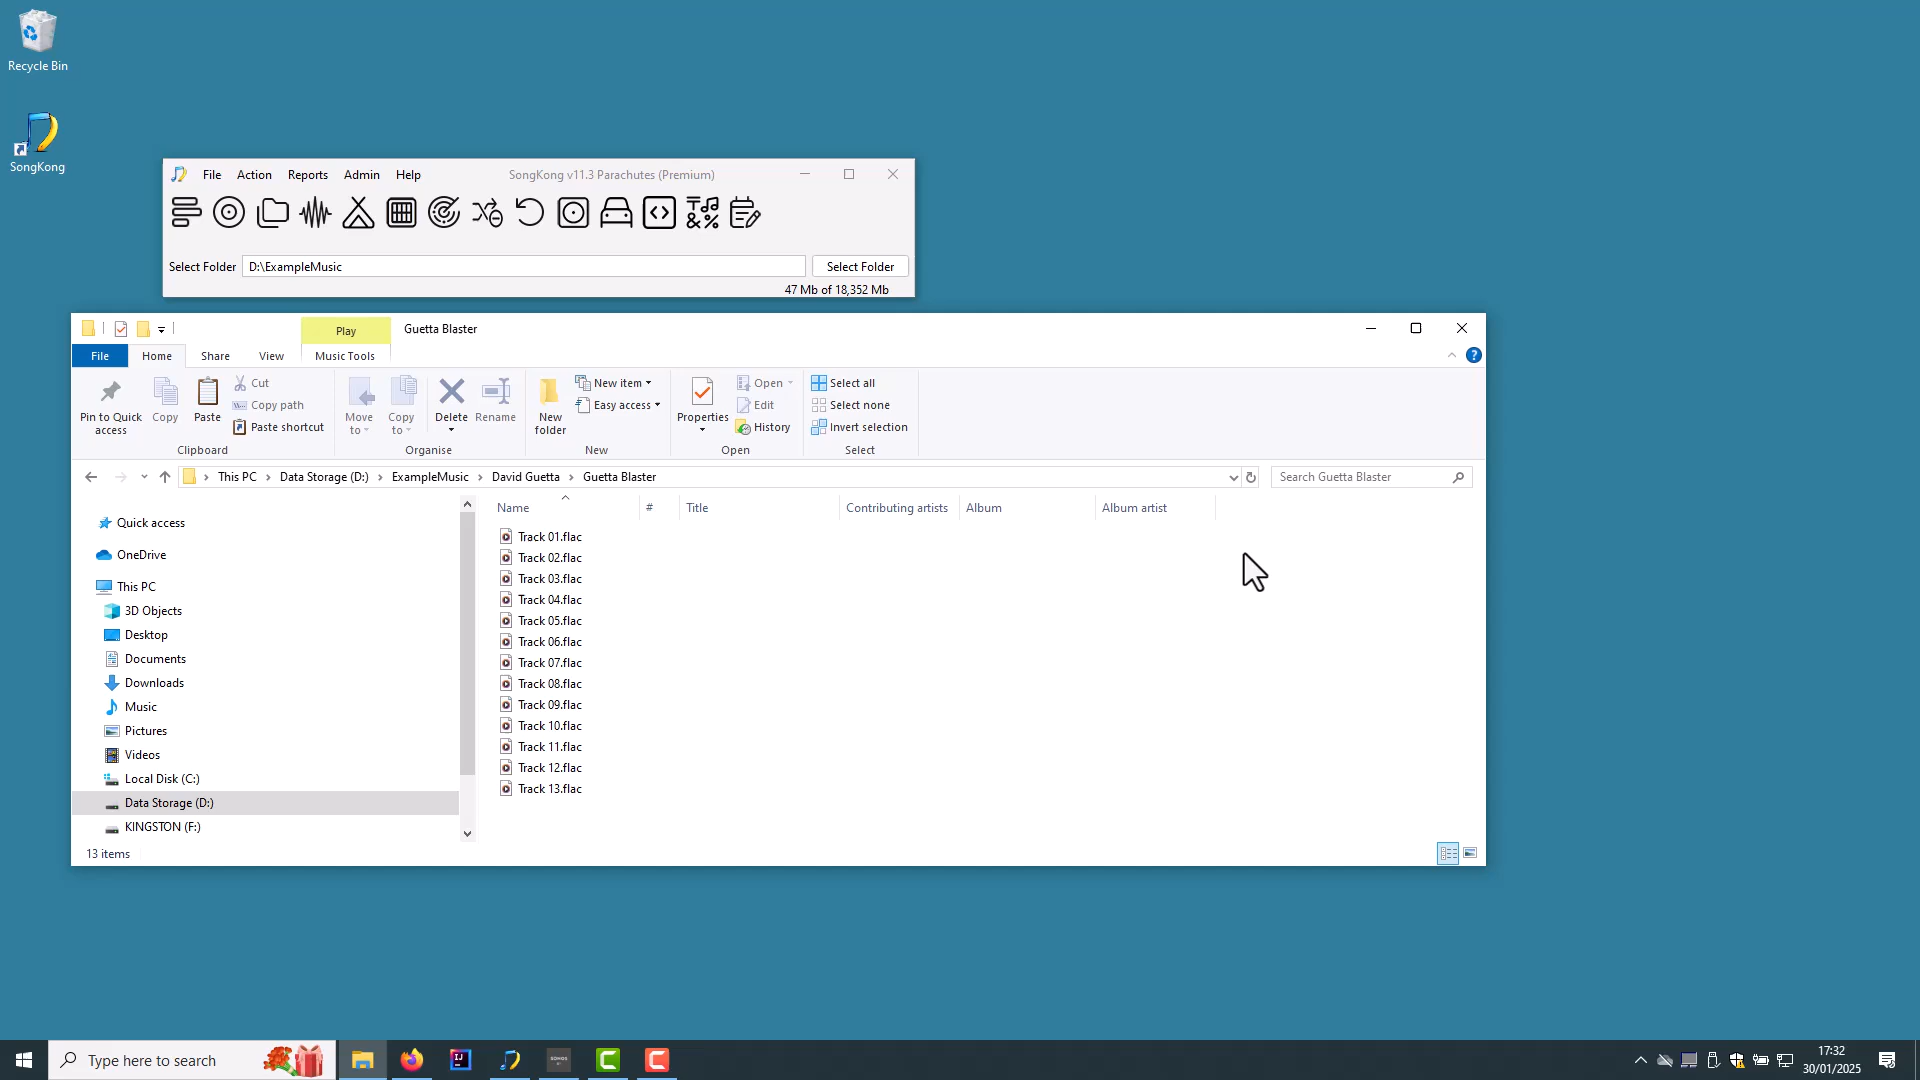 Recycle Bin
SongKong
File Action Reports Admin Help SongKong v11.3 Parachutes (Premium)
Select Folder D:\ExampleMusic Select Folder
47 Mb of 18,352 Mb
Play Guetta Blaster
File Home Share View Music Tools
Pin to Quick access
Copy
Paste
Cut
Copy path
Paste shortcut
Clipboard
Move to
Copy to
Delete
Rename
Organise
New folder
New item
Easy access
New
Properties
Open
Edit
History
Open
Select all
Select none
Invert selection
Select
This PC Data Storage (D:) ExampleMusic David Guetta Guetta Blaster
Search Guetta Blaster
Quick access
OneDrive
This PC
3D Objects
Desktop
Documents
Downloads
Music
Pictures
Videos
Local Disk (C:)
Data Storage (D:)
KINGSTON (F:)
Name # Title Contributing artists Album Album artist
Track 01.flac
Track 02.flac
Track 03.flac
Track 04.flac
Track 05.flac
Track 06.flac
Track 07.flac
Track 08.flac
Track 09.flac
Track 10.flac
Track 11.flac
Track 12.flac
Track 13.flac
13 items
Type here to search
SONOS
17:32
30/01/2025